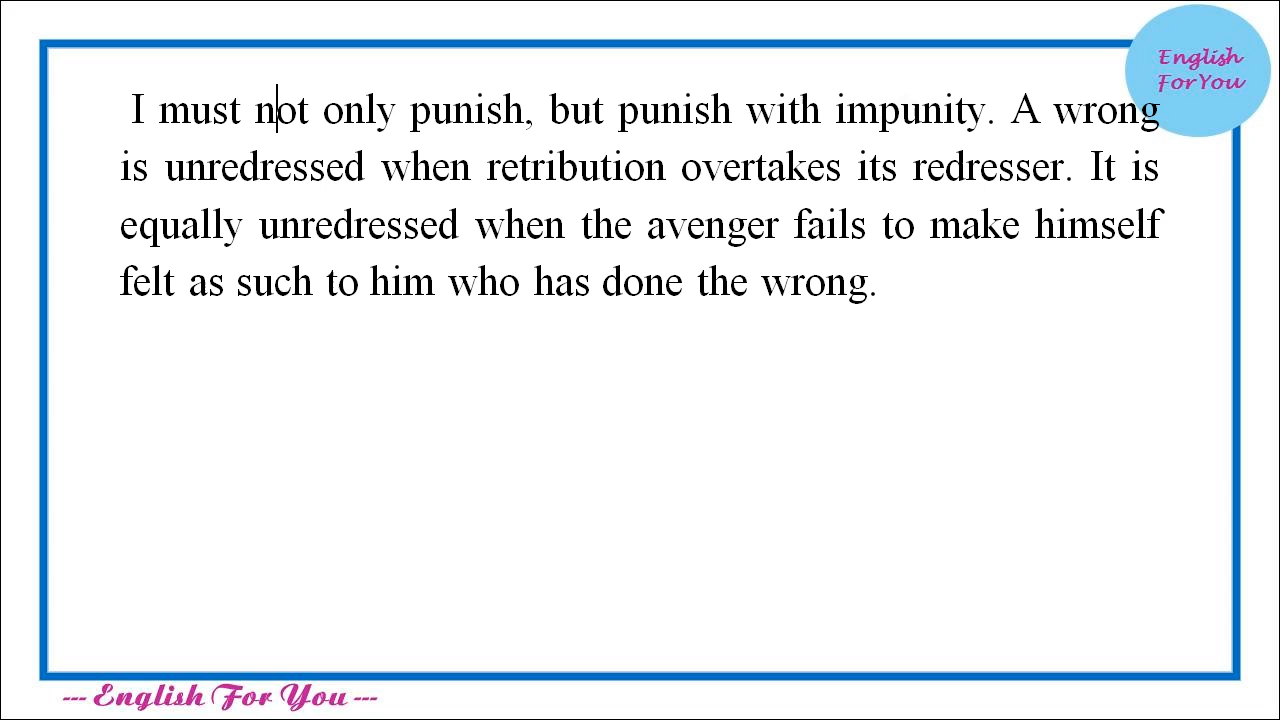 English
ForYou
I must not only punish, but punish with impunity. A wrong
is unredressed when retribution overtakes its redresser. It is
equally unredressed when the avenger fails to make himself
felt as such to him who has done the wrong.
--- English For You ---